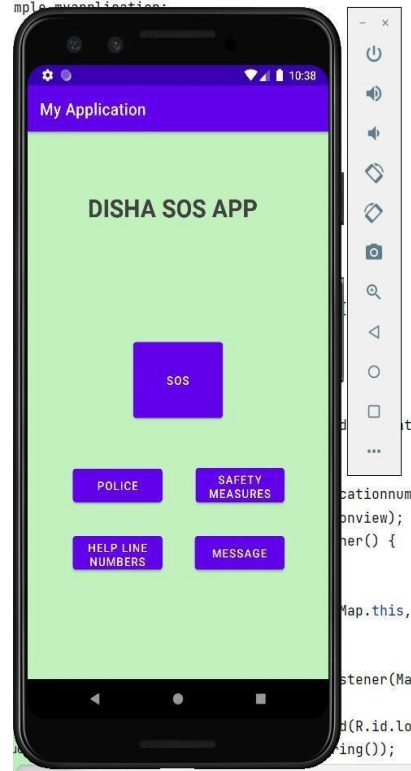 mple.myapplication;
10:38
My Application
DISHA SOS APP
SOS
POLICE
SAFETY
MEASURES
HELP LINE
NUMBERS
MESSAGE
cationnum
onview);
ner() {
Map.this,
stener(Ma
d(R.id.lo
ring());